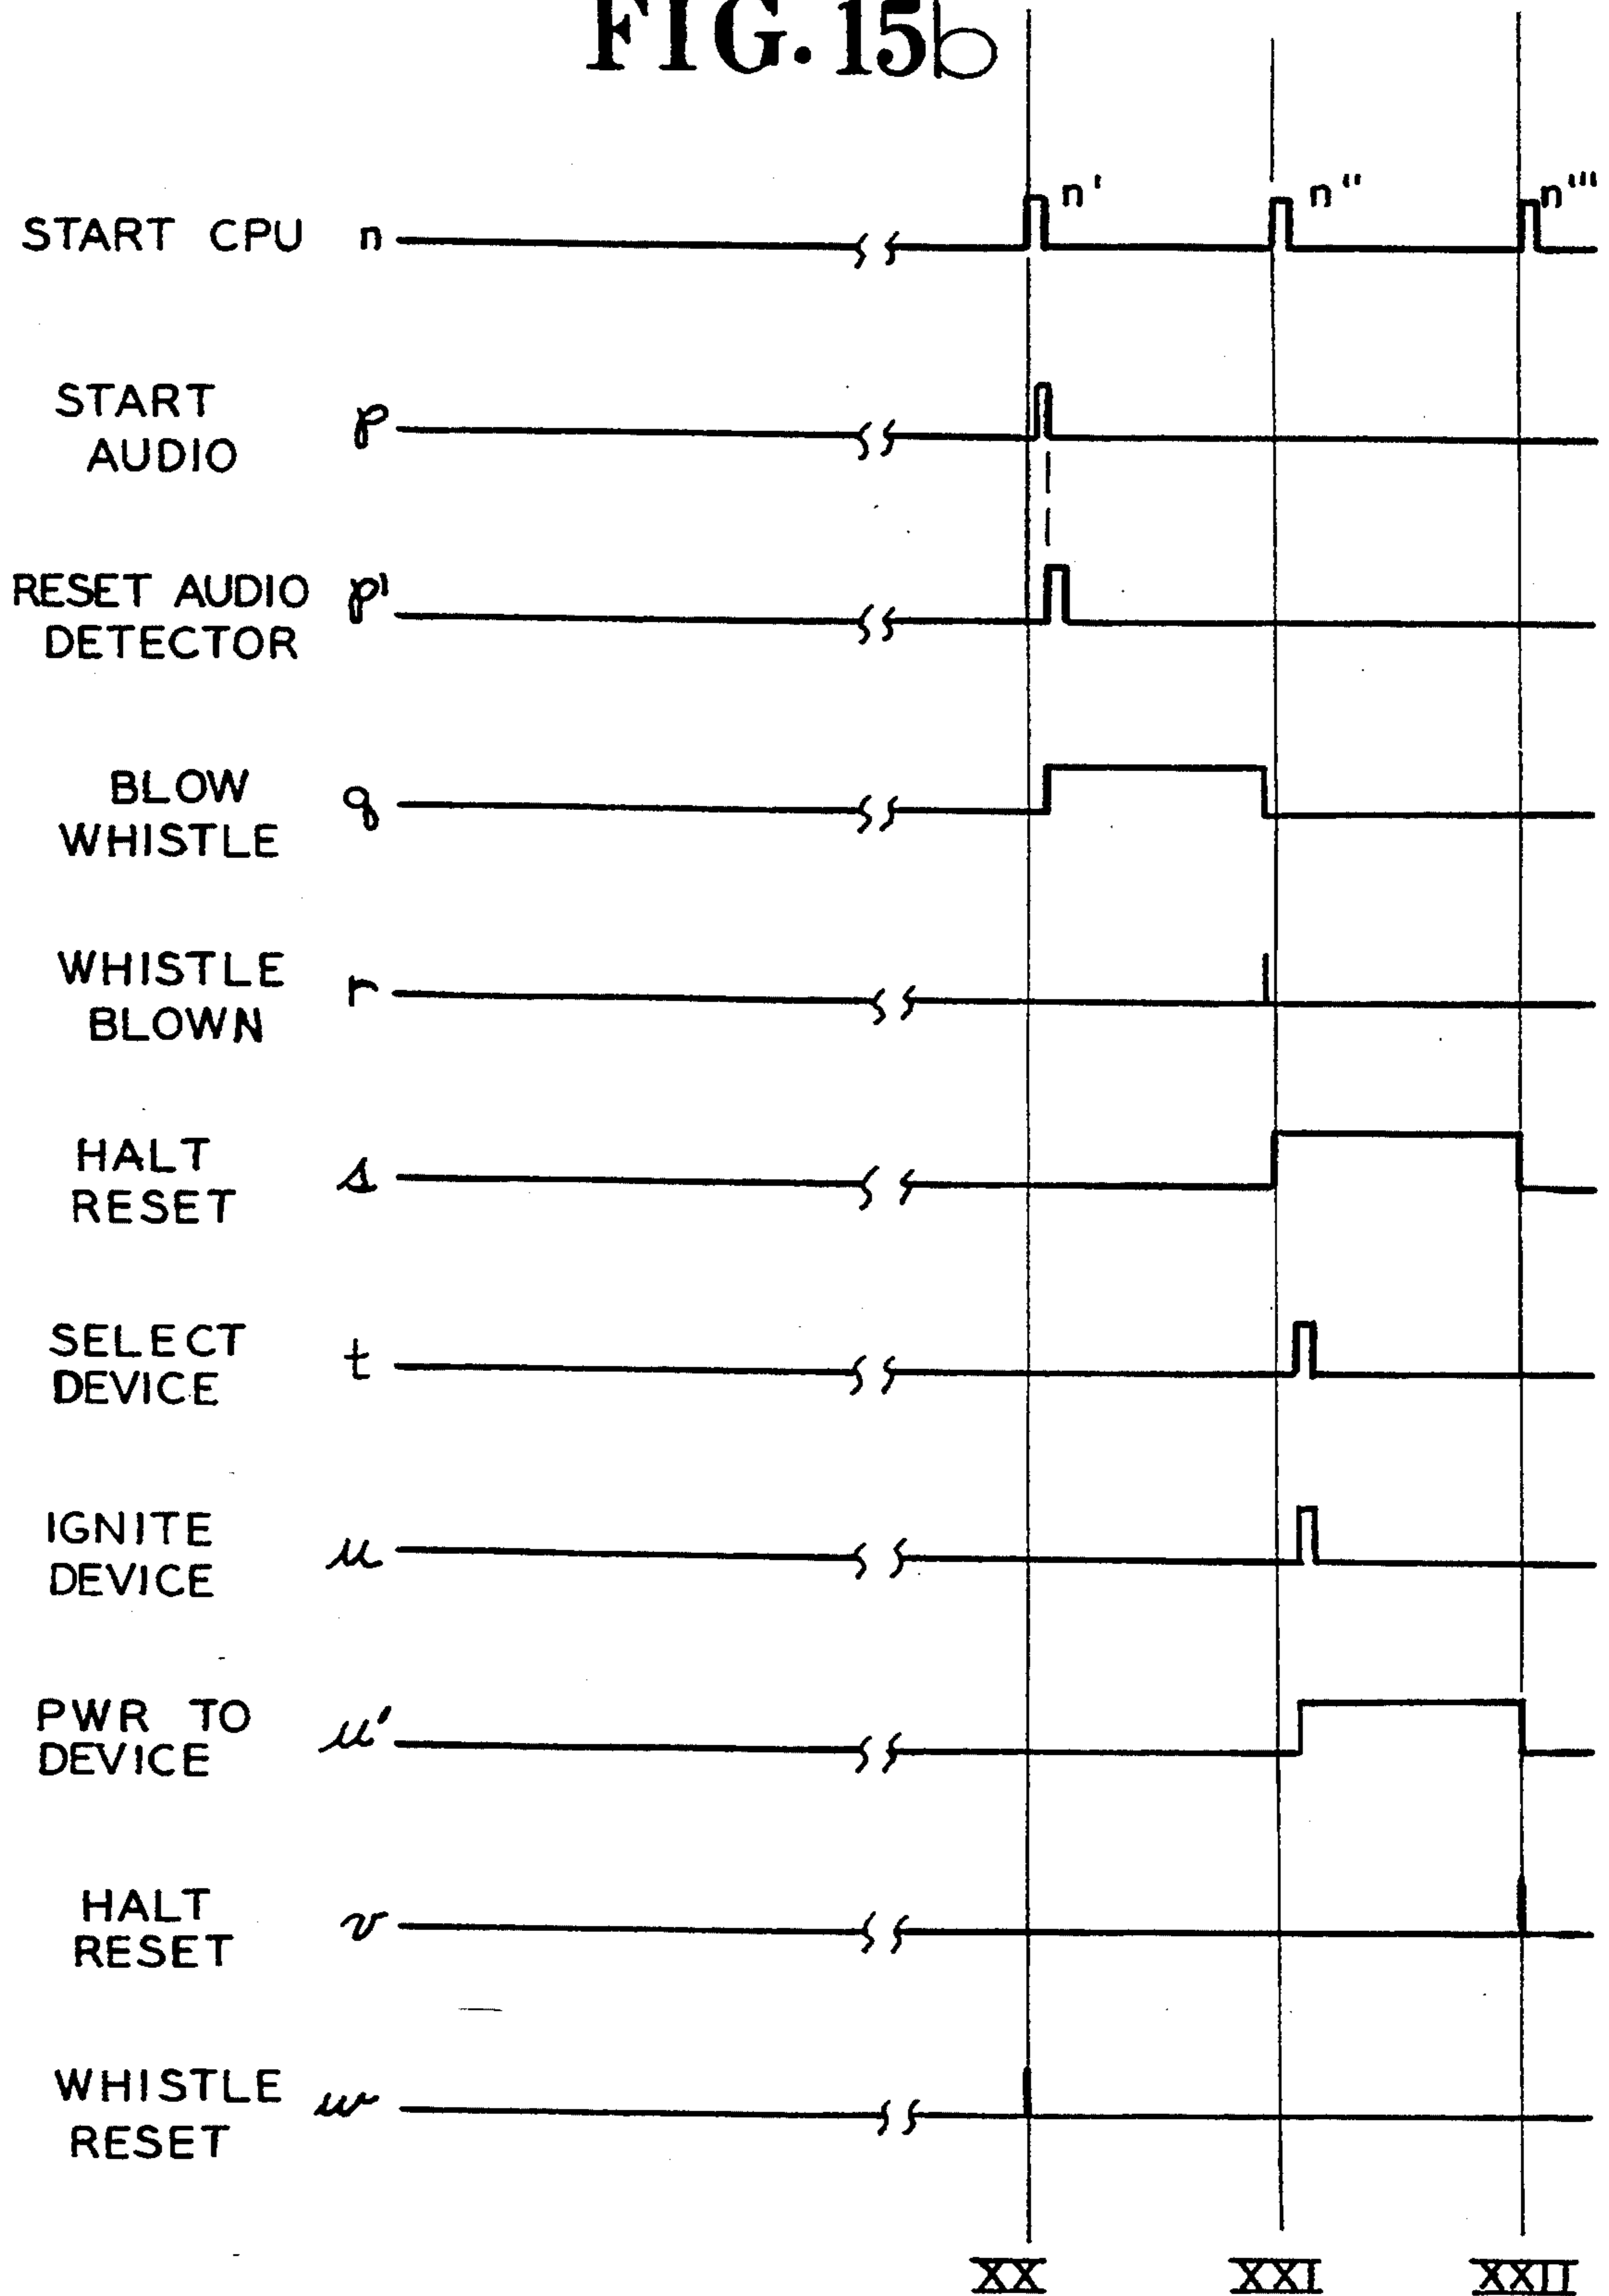 FIG. 15b
n' n" n'''
START CPU n
START
AUDIO p
RESET AUDIO p'
DETECTOR
BLOW
WHISTLE q
WHISTLE
BLOWN r
HALT
RESET s
SELECT
DEVICE t
IGNITE
DEVICE u
PWR TO
DEVICE u'
HALT
RESET v
WHISTLE
RESET w
XX XXI XXII